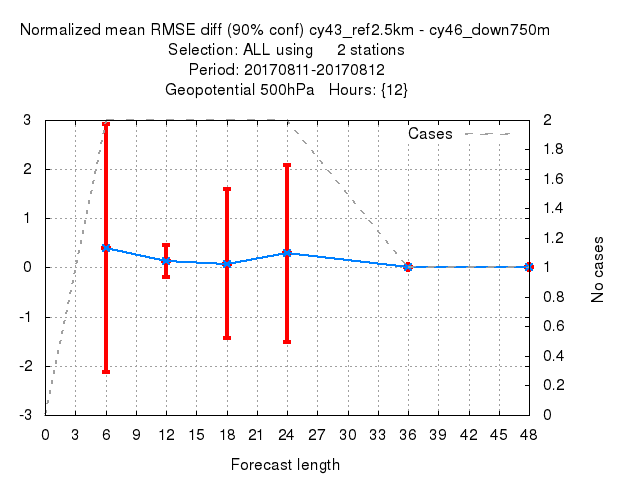 Normalized mean RMSE diff (90% conf) cy43_ref2.5km - cy46_down750m
Selection: ALL using 2 stations
Period: 20170811-20170812
Geopotential 500hPa Hours: {12}
Cases
3
2
1
0
-1
-2
-3
2
1.8
1.6
1.4
1.2
1
0.8
0.6
0.4
0.2
0
No cases
0 3 6 9 12 15 18 21 24 27 30 33 36 39 42 45 48
Forecast length